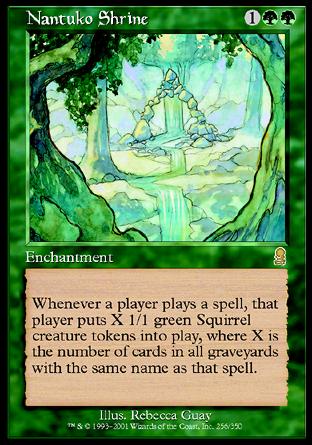 Nantuko Shrine
1
Enchantment
Whenever a player plays a spell, that
player puts X 1/1 green Squirrel
creature tokens into play, where X is
the number of cards in all graveyards
with the same name as that spell.
Illus. Rebecca Guay
™ & © 1993–2001 Wizards of the Coast, Inc. 256/350